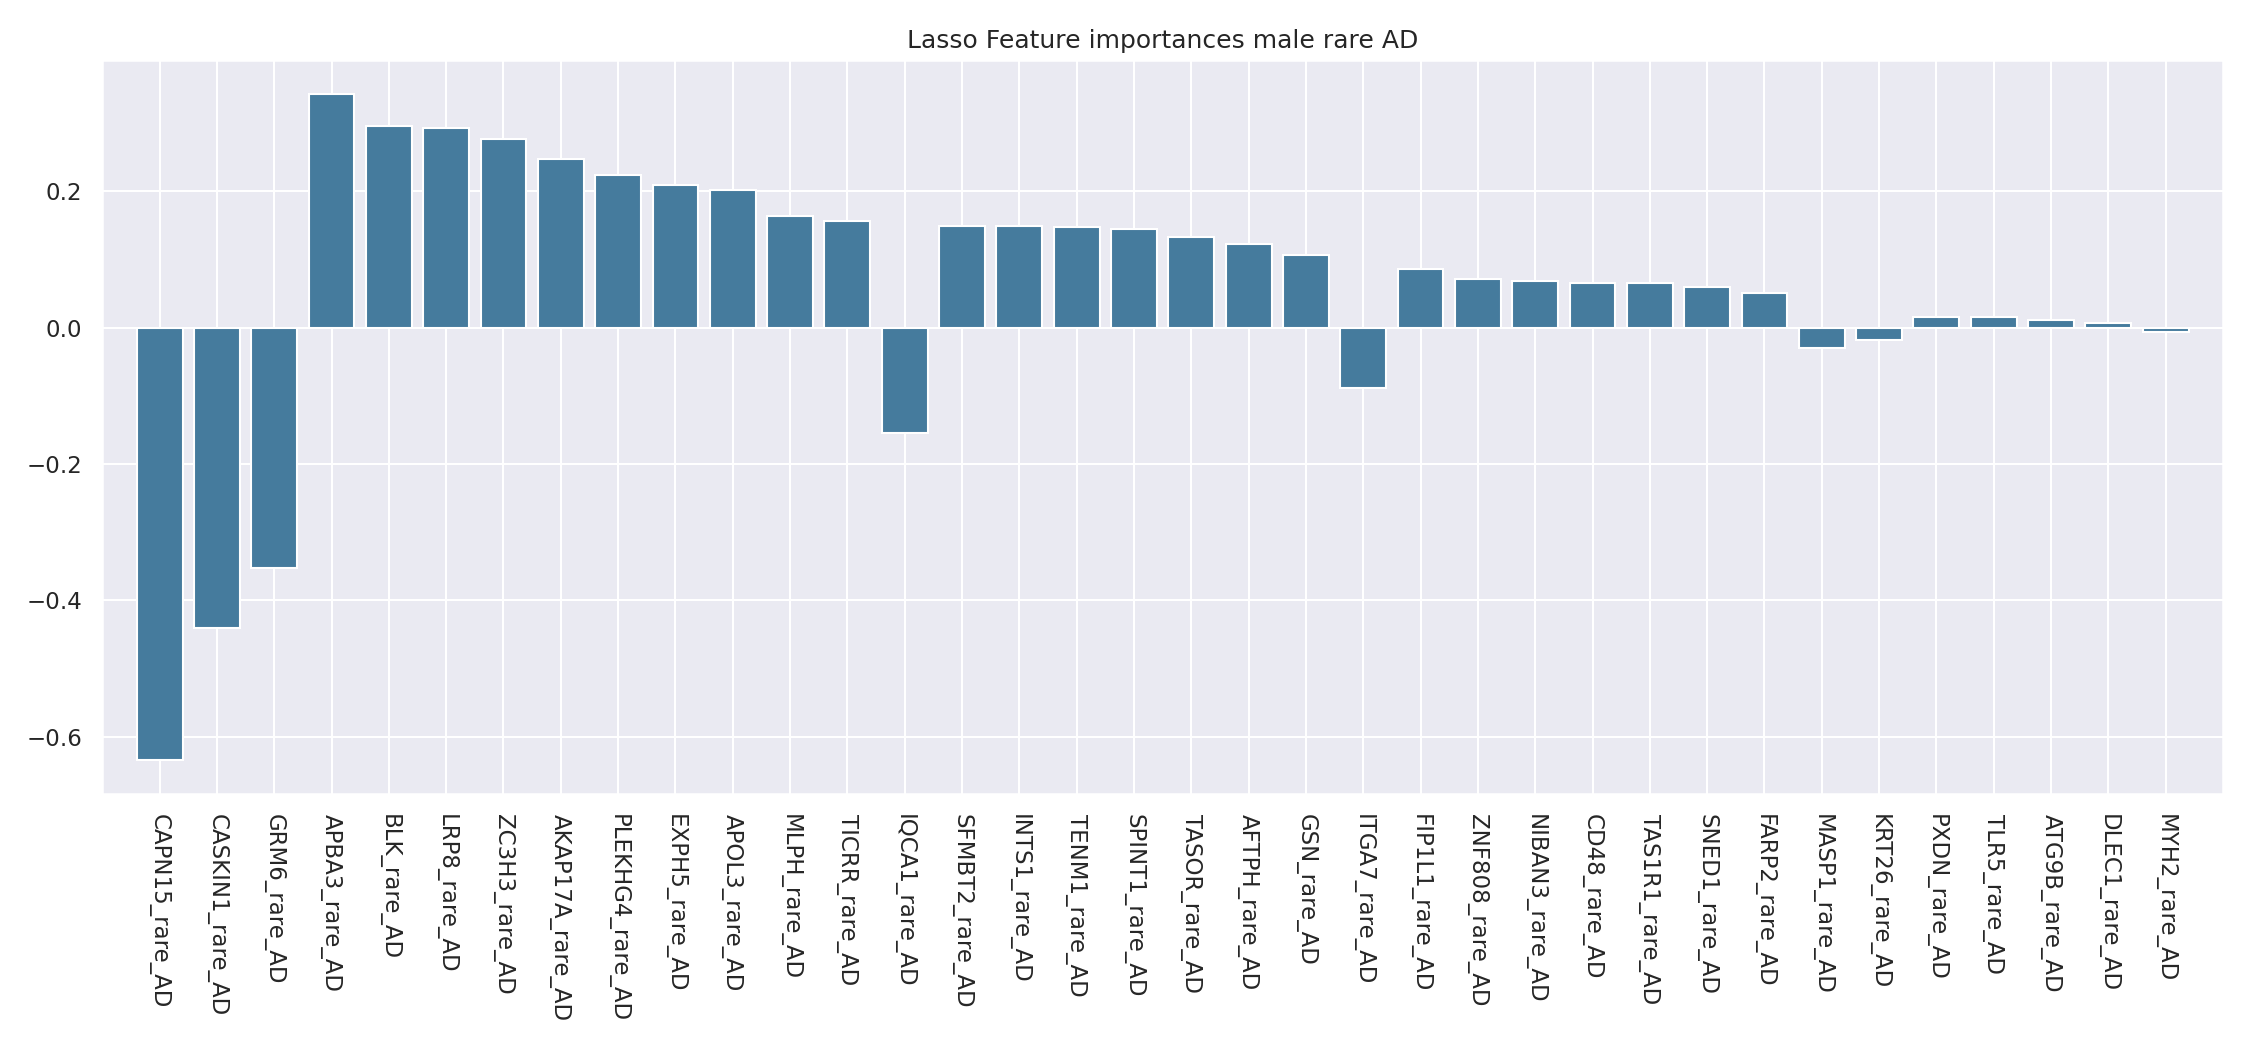 Lasso Feature importances male rare AD
0.2
0.0
−0.2
−0.4
−0.6
CAPN15_rare_AD
CASKIN1_rare_AD
GRM6_rare_AD
APBA3_rare_AD
BLK_rare_AD
LRP8_rare_AD
ZC3H3_rare_AD
AKAP17A_rare_AD
PLEKHG4_rare_AD
EXPH5_rare_AD
APOL3_rare_AD
MLPH_rare_AD
TICRR_rare_AD
IQCA1_rare_AD
SFMBT2_rare_AD
INTS1_rare_AD
TENM1_rare_AD
SPINT1_rare_AD
TASOR_rare_AD
AFTPH_rare_AD
GSN_rare_AD
ITGA7_rare_AD
FIP1L1_rare_AD
ZNF808_rare_AD
NIBAN3_rare_AD
CD48_rare_AD
TAS1R1_rare_AD
SNED1_rare_AD
FARP2_rare_AD
MASP1_rare_AD
KRT26_rare_AD
PXDN_rare_AD
TLR5_rare_AD
ATG9B_rare_AD
DLEC1_rare_AD
MYH2_rare_AD